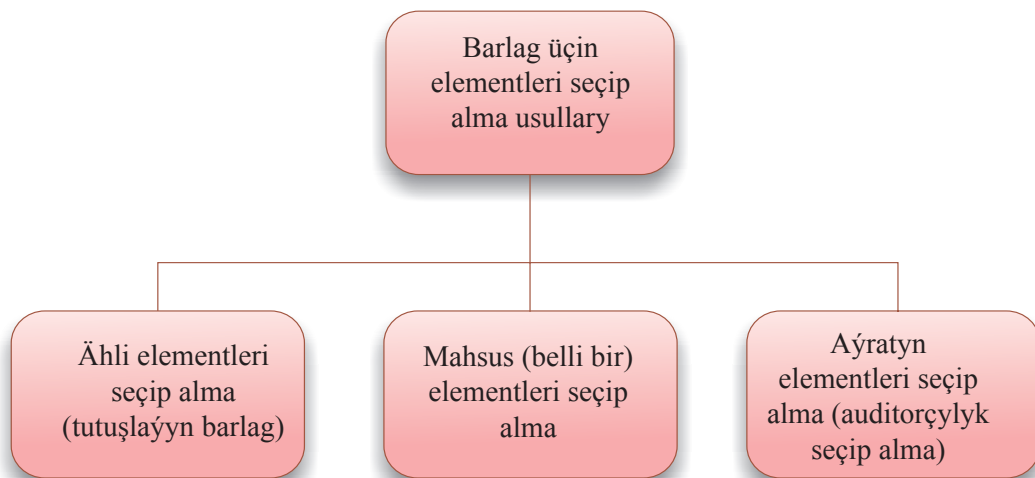 Barlag üçin
elementleri seçip
alma usullary
Ähli elementleri
seçip alma
(tutuşlaýyn barlag)
Mahsus (belli bir)
elementleri seçip
alma
Aýratyn
elementleri seçip
alma (auditorçylyk
seçip alma)